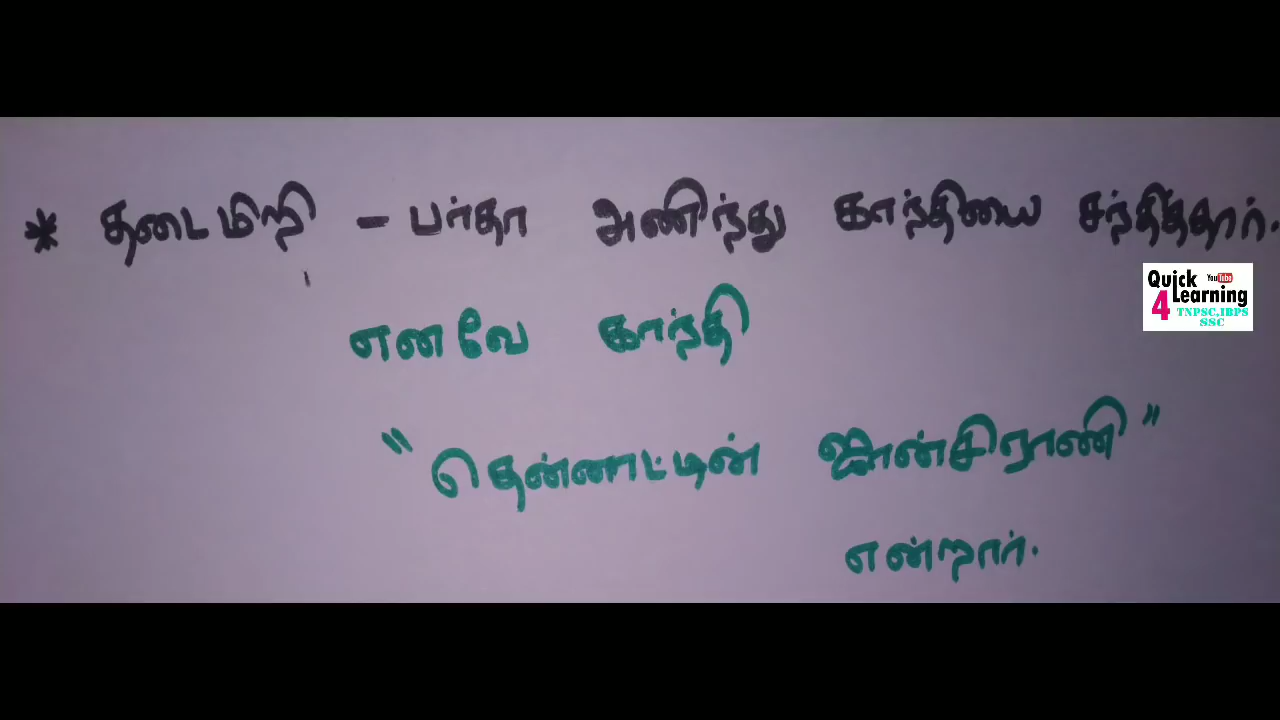 * தடைமிறி - பர்தா அணிந்து காந்தியை சந்தித்தார்.
எனவே காந்தி
"தென்னாட்டின் ஜான்சிராணி"
என்றார்.
Quick YouTube
4 Learning
TNPSC,IBPS
SSC